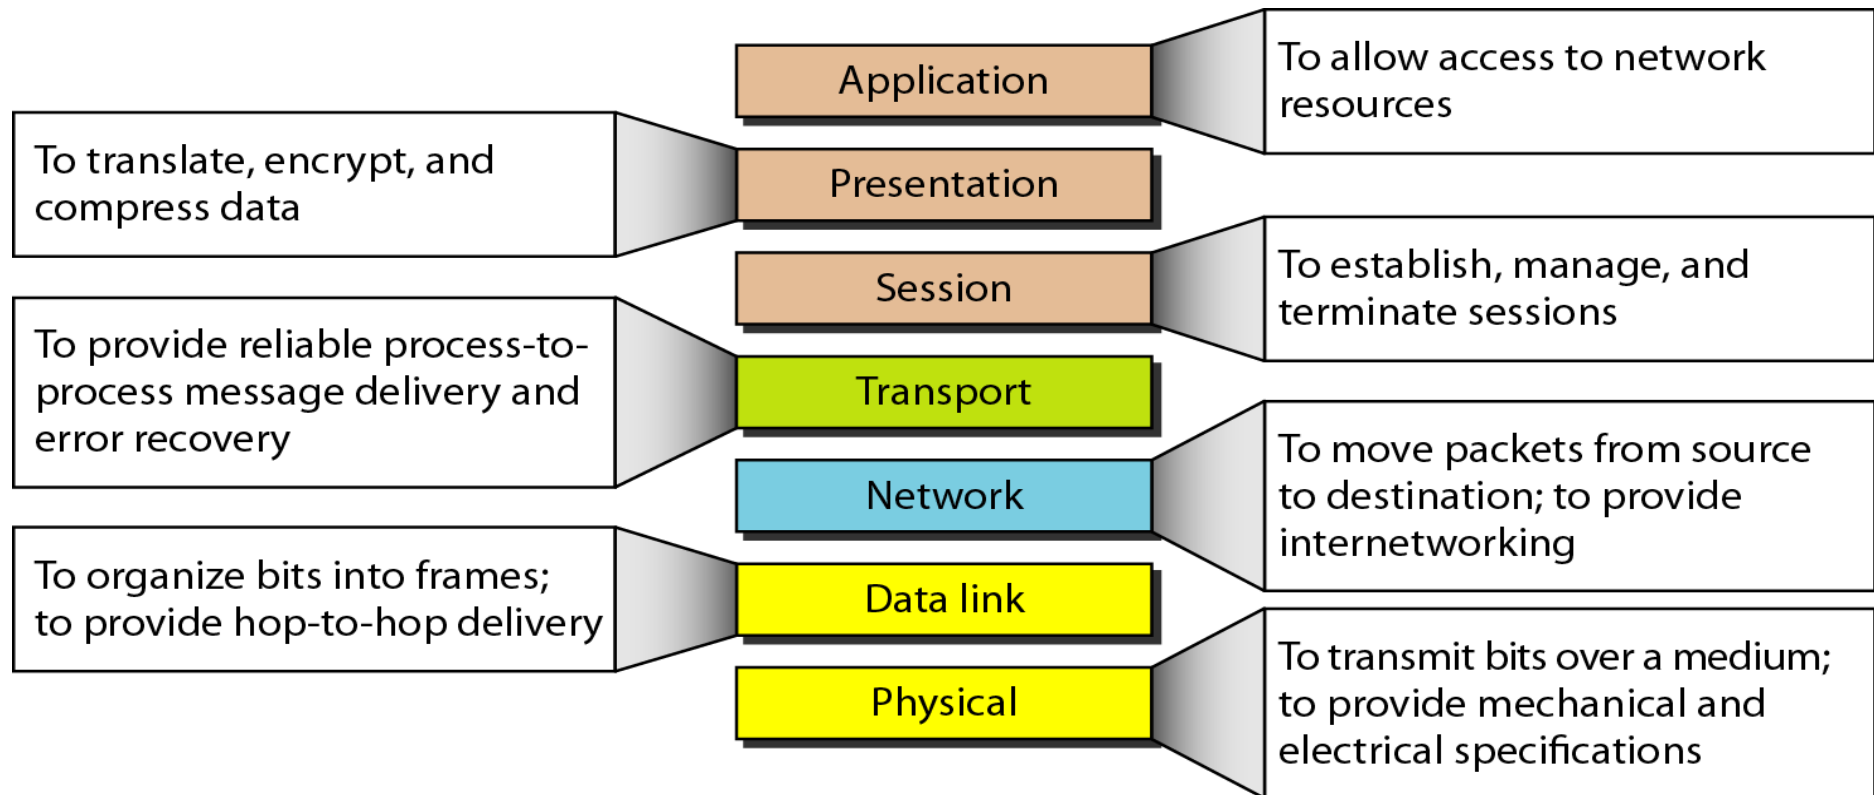 Application
To allow access to network
resources
To translate, encrypt, and
compress data
Presentation
Session
To establish, manage, and
terminate sessions
To provide reliable process-to-
process message delivery and
error recovery
Transport
Network
To move packets from source
to destination; to provide
internetworking
To organize bits into frames;
to provide hop-to-hop delivery
Data link
Physical
To transmit bits over a medium;
to provide mechanical and
electrical specifications